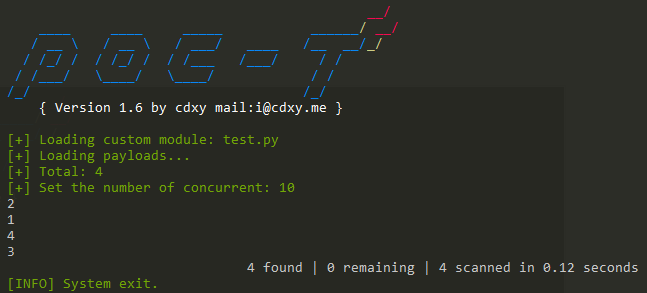 POC-T
{ Version 1.6 by cdxy mail:i@cdxy.me }
[+] Loading custom module: test.py
[+] Loading payloads...
[+] Total: 4
[+] Set the number of concurrent: 10
2
1
4
3
4 found | 0 remaining | 4 scanned in 0.12 seconds
[INFO] System exit.